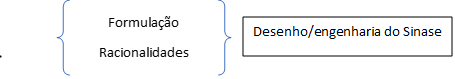 Formulação
Racionalidades
Desenho/engenharia do Sinase
.